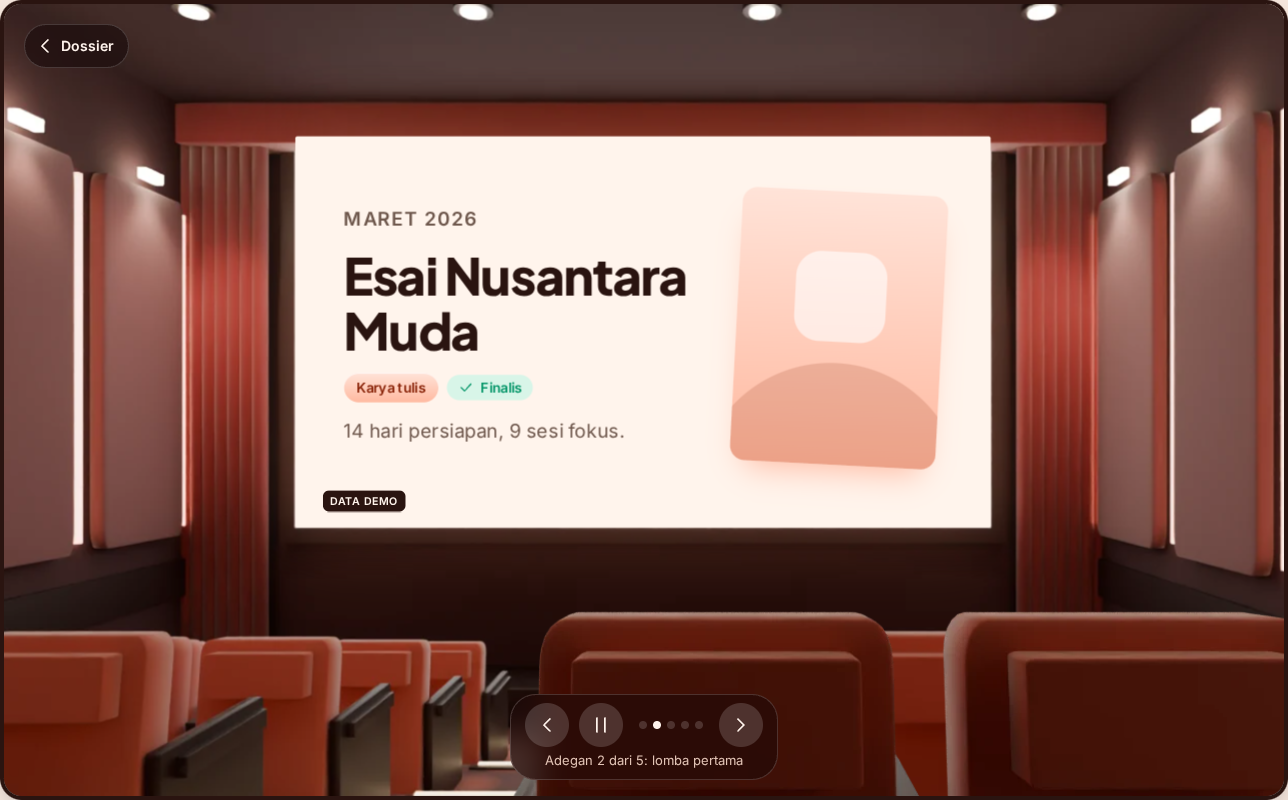 Dossier
MARET 2026
Esai Nusantara
Muda
Karya tulis
Finalis
14 hari persiapan, 9 sesi fokus.
DATA DEMO
Adegan 2 dari 5: lomba pertama